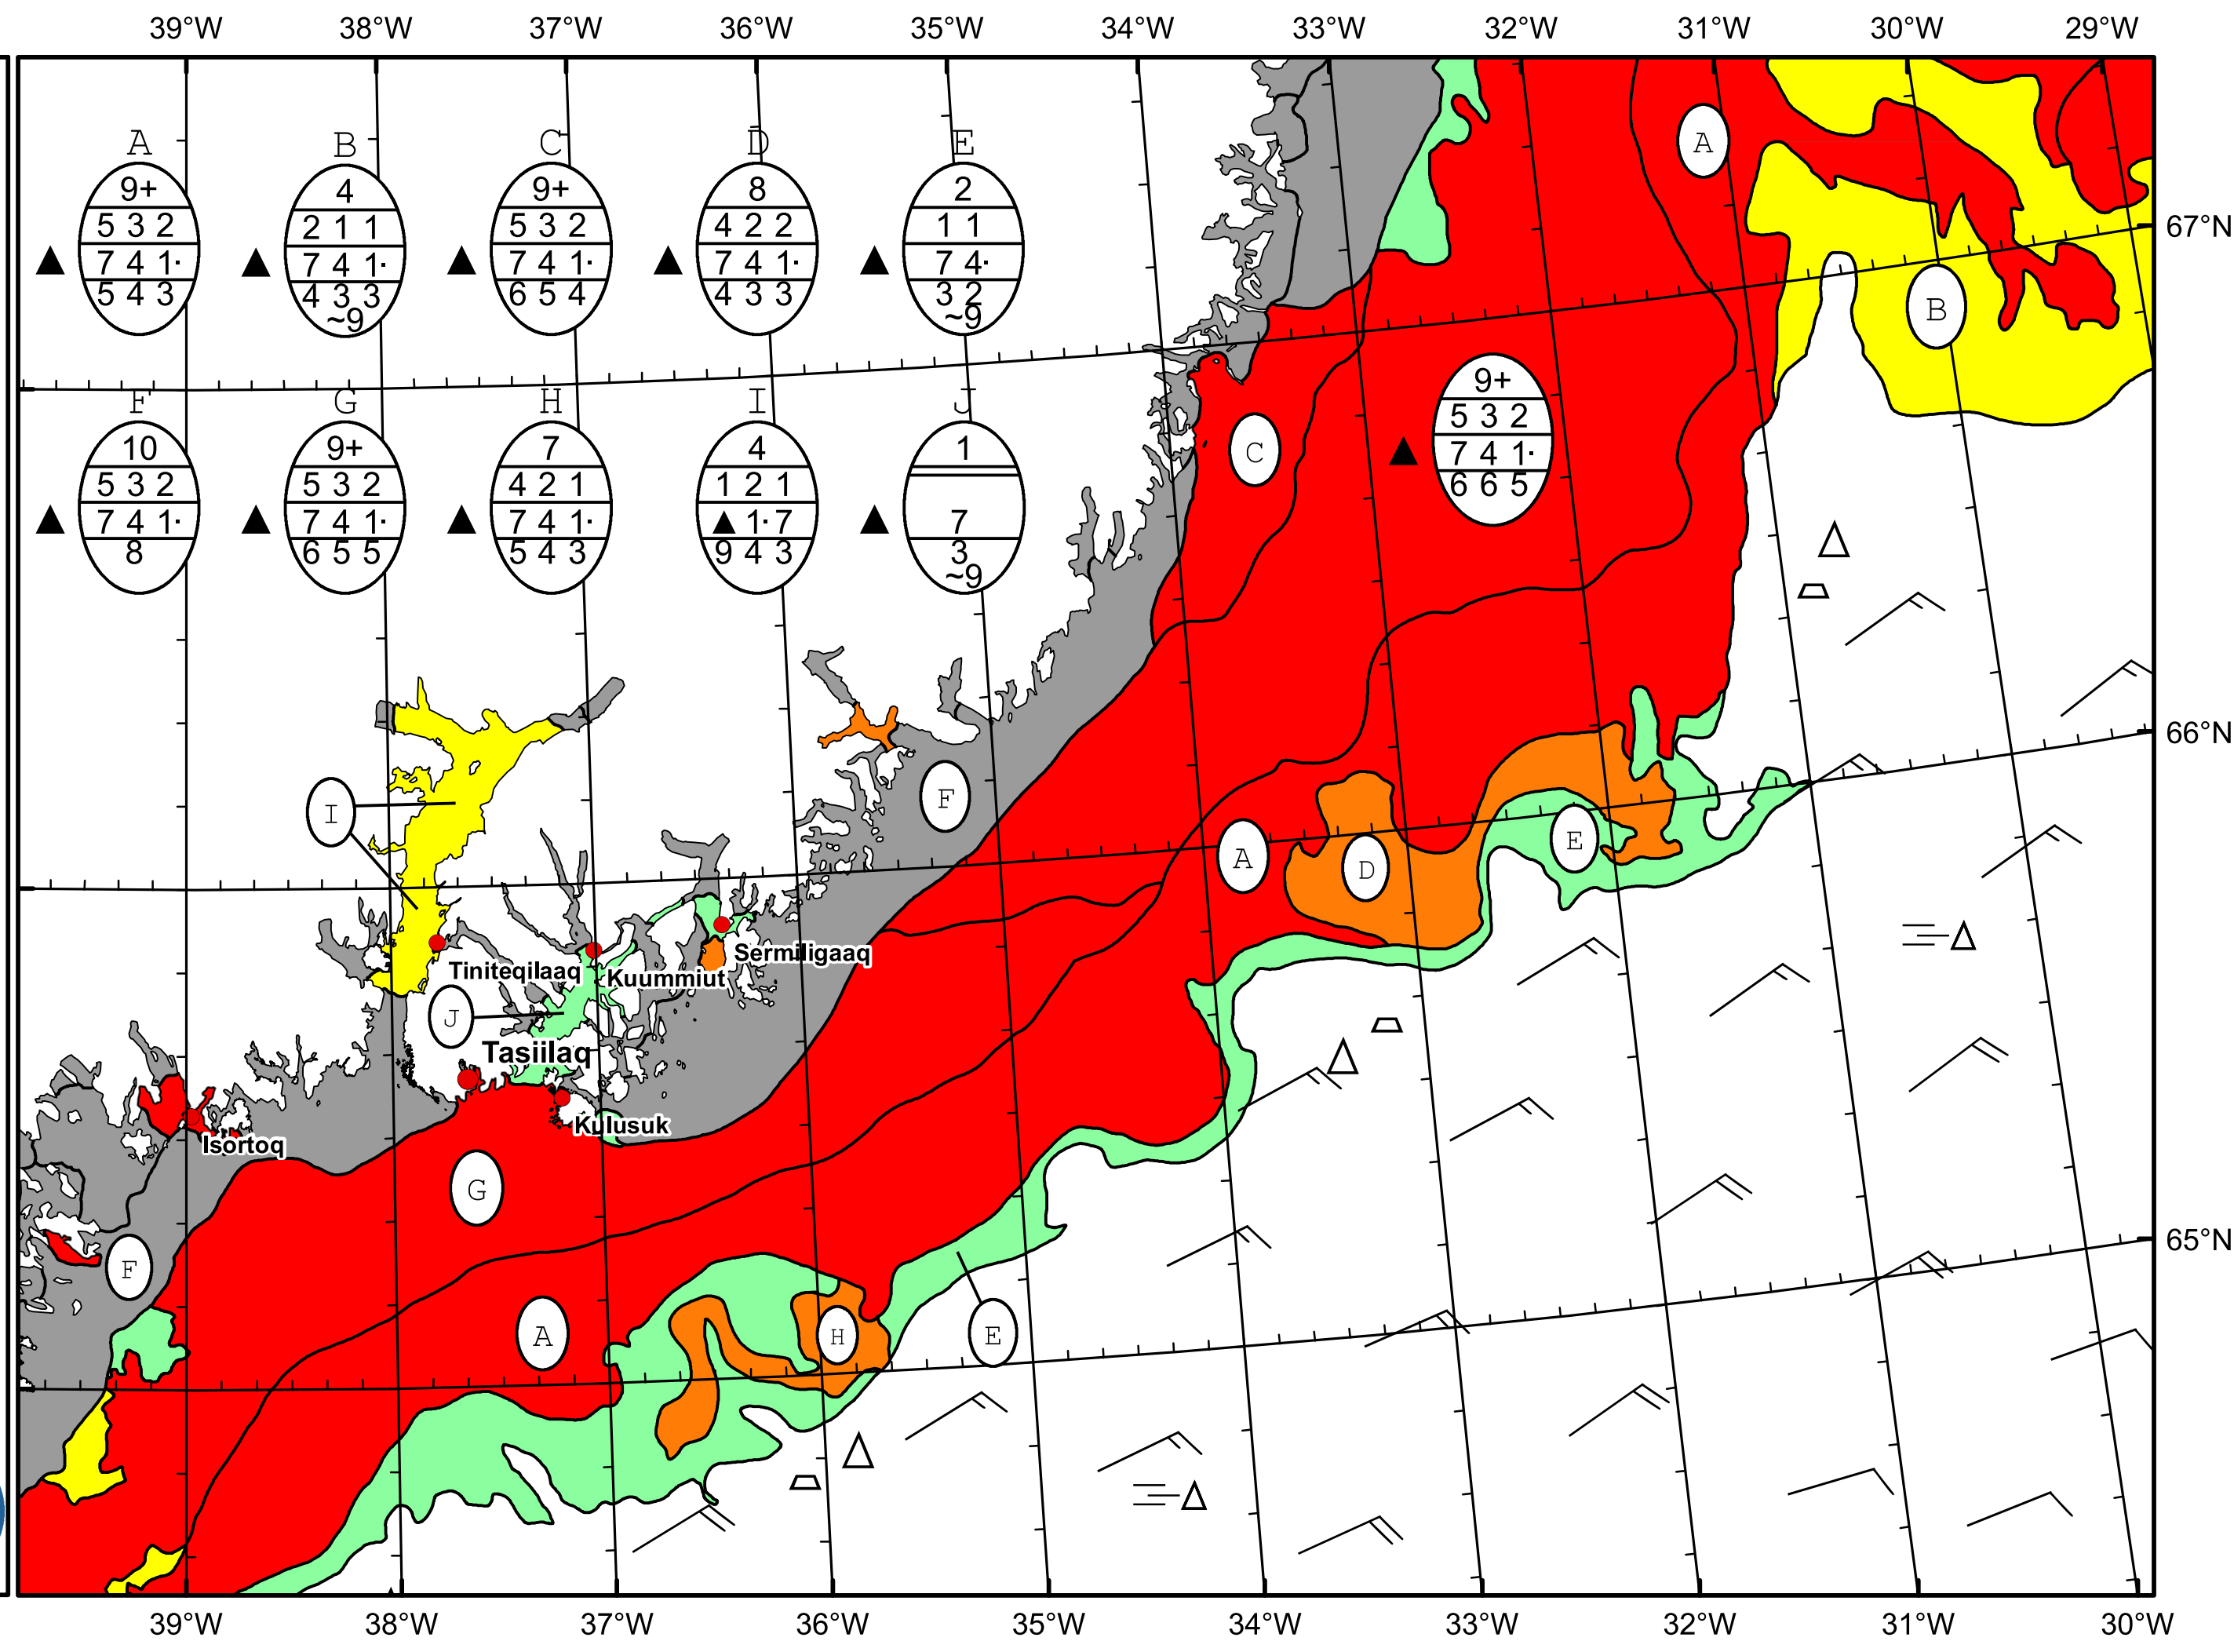 39°W 38°W 37°W 36°W 35°W 34°W 33°W 32°W 31°W 30°W 29°W
A B C D E
9+ 4 9+ 8 2
5 3 2 2 1 1 5 3 2 4 2 2 1 1
7 4 1· 7 4 1· 7 4 1· 7 4 1· 7 4·
5 4 3 4 3 3 6 5 4 4 3 3 3 2
~9 ~9
A
67°N
B
F G H I J
10 9+ 7 4 1
5 3 2 5 3 2 4 2 1 1 2 1
7 4 1· 7 4 1· 7 4 1· ▲ 1· 7 7
8 6 5 5 5 4 3 9 4 3 3
~9
C
9+
5 3 2
7 4 1·
6 6 5
66°N
I
F
A
D
E
Sermiligaaq
Tiniteqilaaq
Kuummiut
J
Tasiilaq
Kulusuk
Isortoq
G
65°N
F
A
H
E
39°W 38°W 37°W 36°W 35°W 34°W 33°W 32°W 31°W 30°W